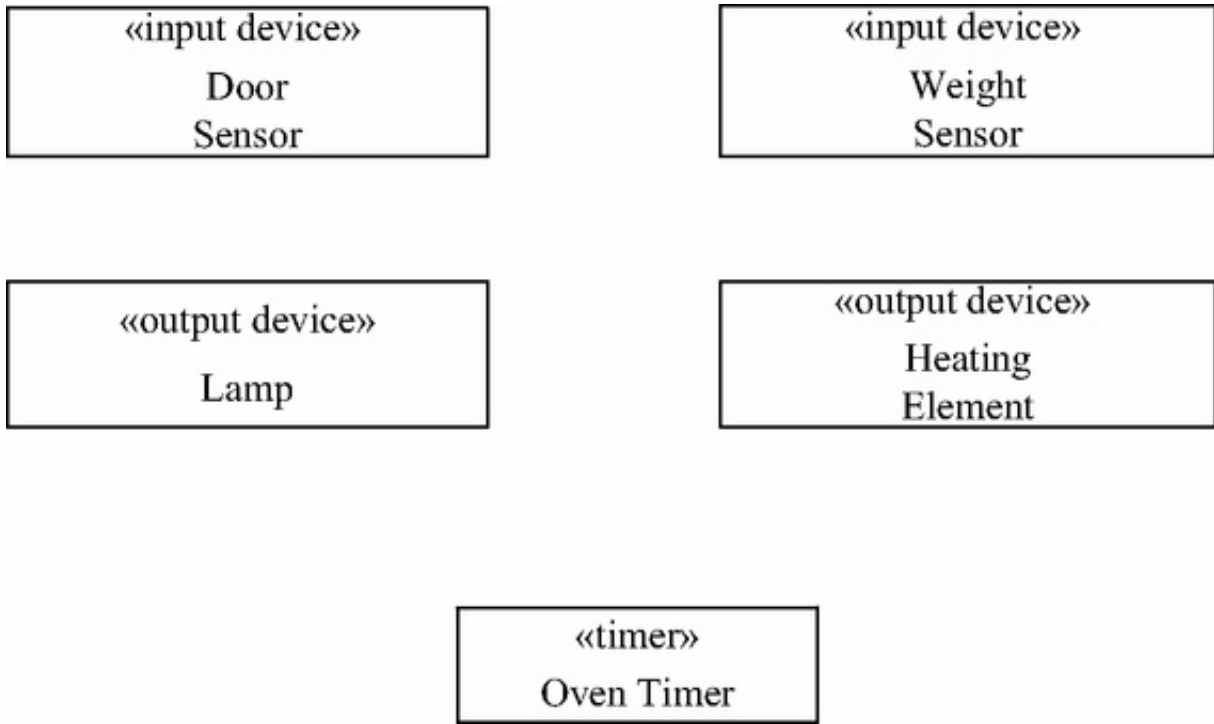 «input device»
Door
Sensor
«input device»
Weight
Sensor
«output device»
Lamp
«output device»
Heating
Element
«timer»
Oven Timer